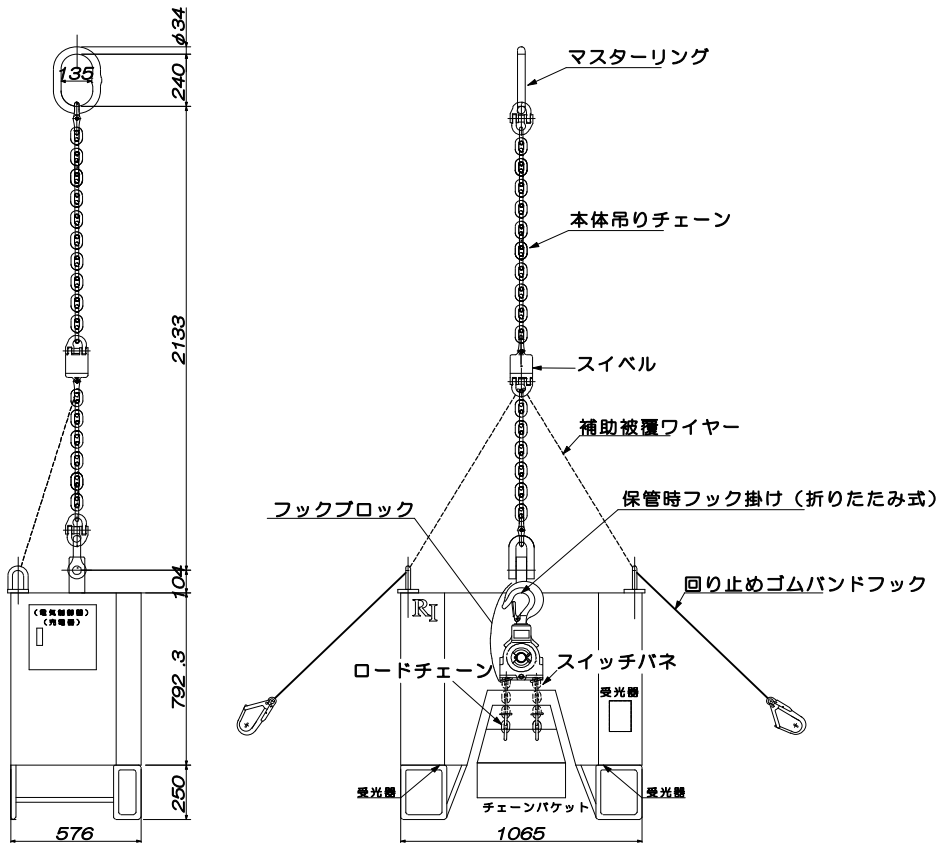 φ34
135
240
2133
104
792.3
250
576
(電気制御器)
(充電器)
マスターリング
本体吊りチェーン
スイベル
補助被覆ワイヤー
保管時フック掛け（折りたたみ式）
フックブロック
回り止めゴムバンドフック
RI
ロードチェーン
スイッチバネ
受光器
受光器
チェーンバケット
受光器
1065